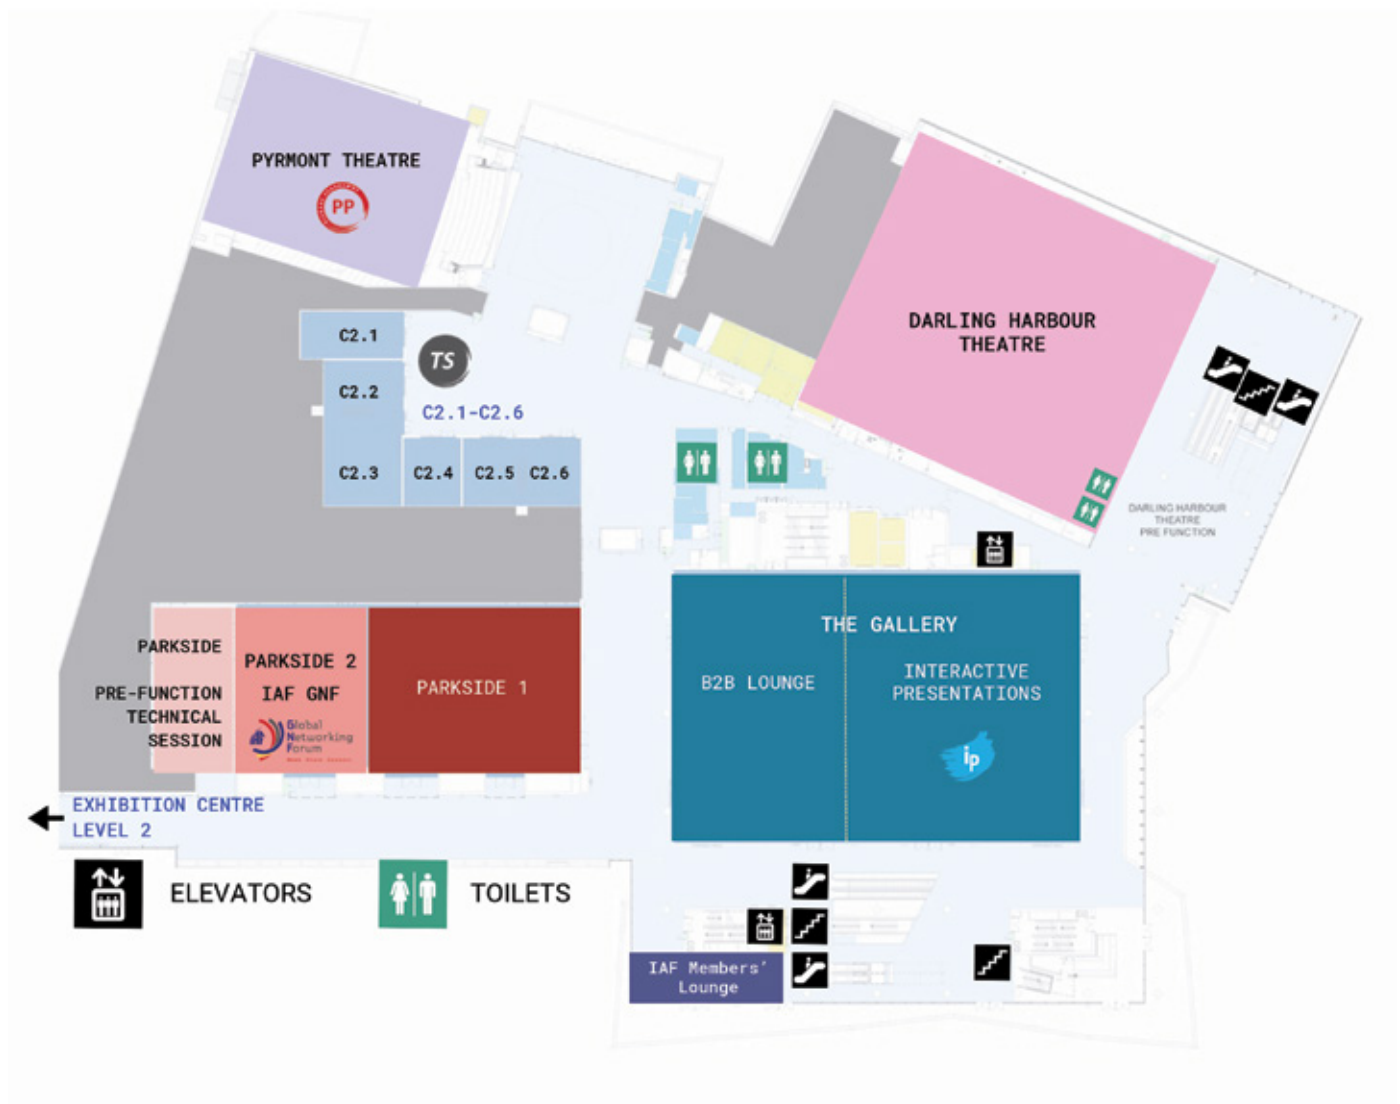 PYRMONT THEATRE
PP
C2.1
TS
C2.2
C2.1-C2.6
C2.3
C2.4
C2.5
C2.6
DARLING HARBOUR
THEATRE
DARLING HARBOUR
THEATRE
PRE FUNCTION
PARKSIDE
PRE-FUNCTION
TECHNICAL
SESSION
PARKSIDE 2
IAF GNF
Global
Networking
Forum
PARKSIDE 1
THE GALLERY
B2B LOUNGE
INTERACTIVE
PRESENTATIONS
ip
EXHIBITION CENTRE
LEVEL 2
ELEVATORS
TOILETS
IAF Members'
Lounge